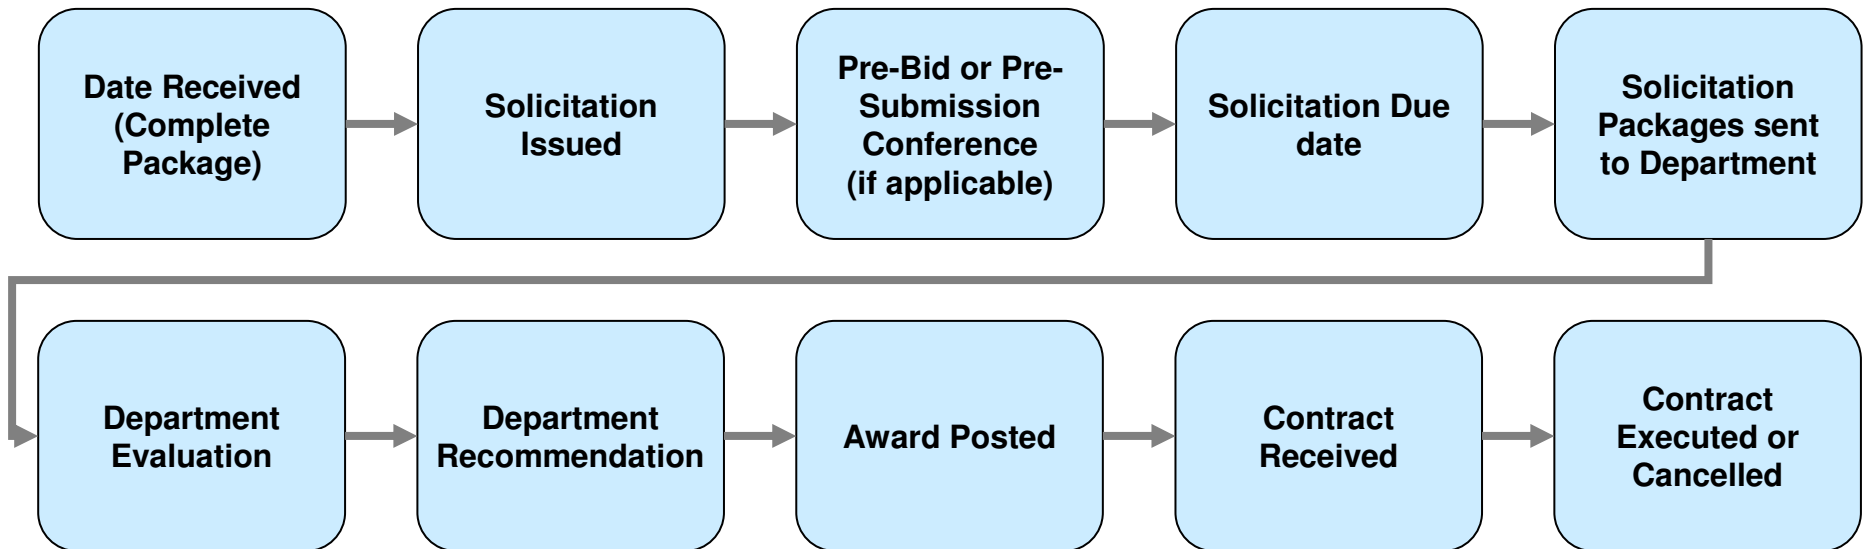 Date Received
(Complete
Package)
Solicitation
Issued
Pre-Bid or Pre-
Submission
Conference
(if applicable)
Solicitation Due
date
Solicitation
Packages sent
to Department
Department
Evaluation
Department
Recommendation
Award Posted
Contract
Received
Contract
Executed or
Cancelled